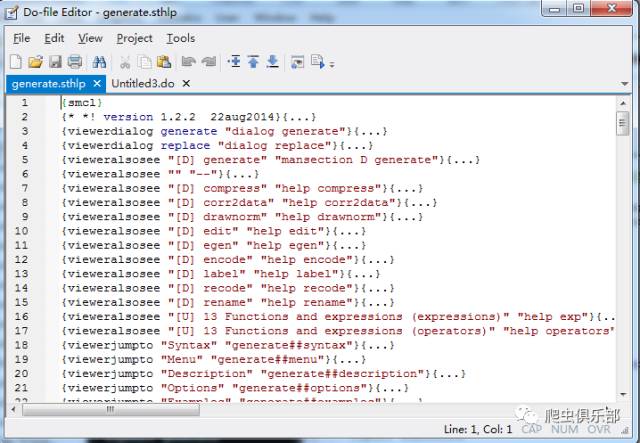 Do-file Editor - generate.sthlp
File Edit View Project Tools
generate.sthlp Untitled3.do
1 {smcl}
2 {* *! version 1.2.2 22aug2014}{...}
3 {viewerdialog generate "dialog generate"}{...}
4 {viewerdialog replace "dialog replace"}{...}
5 {vieweralsosee "[D] generate" "mansection D generate"}{...}
6 {vieweralsosee "" "--"}{...}
7 {vieweralsosee "[D] compress" "help compress"}{...}
8 {vieweralsosee "[D] corr2data" "help corr2data"}{...}
9 {vieweralsosee "[D] drawnorm" "help drawnorm"}{...}
10 {vieweralsosee "[D] edit" "help edit"}{...}
11 {vieweralsosee "[D] egen" "help egen"}{...}
12 {vieweralsosee "[D] encode" "help encode"}{...}
13 {vieweralsosee "[D] label" "help label"}{...}
14 {vieweralsosee "[D] recode" "help recode"}{...}
15 {vieweralsosee "[D] rename" "help rename"}{...}
16 {vieweralsosee "[U] 13 Functions and expressions (expressions)" "help exp"}{..
17 {vieweralsosee "[U] 13 Functions and expressions (operators)" "help operators"
18 {viewerjumpto "Syntax" "generate##syntax"}{...}
19 {viewerjumpto "Menu" "generate##menu"}{...}
20 {viewerjumpto "Description" "generate##description"}{...}
21 {viewerjumpto "Options" "generate##options"}{...}
22 {viewerjumpto "Examples" "generate##examples"}{...}
爬虫俱乐部
Line: 1, Col: 1 CAP NUM OVR